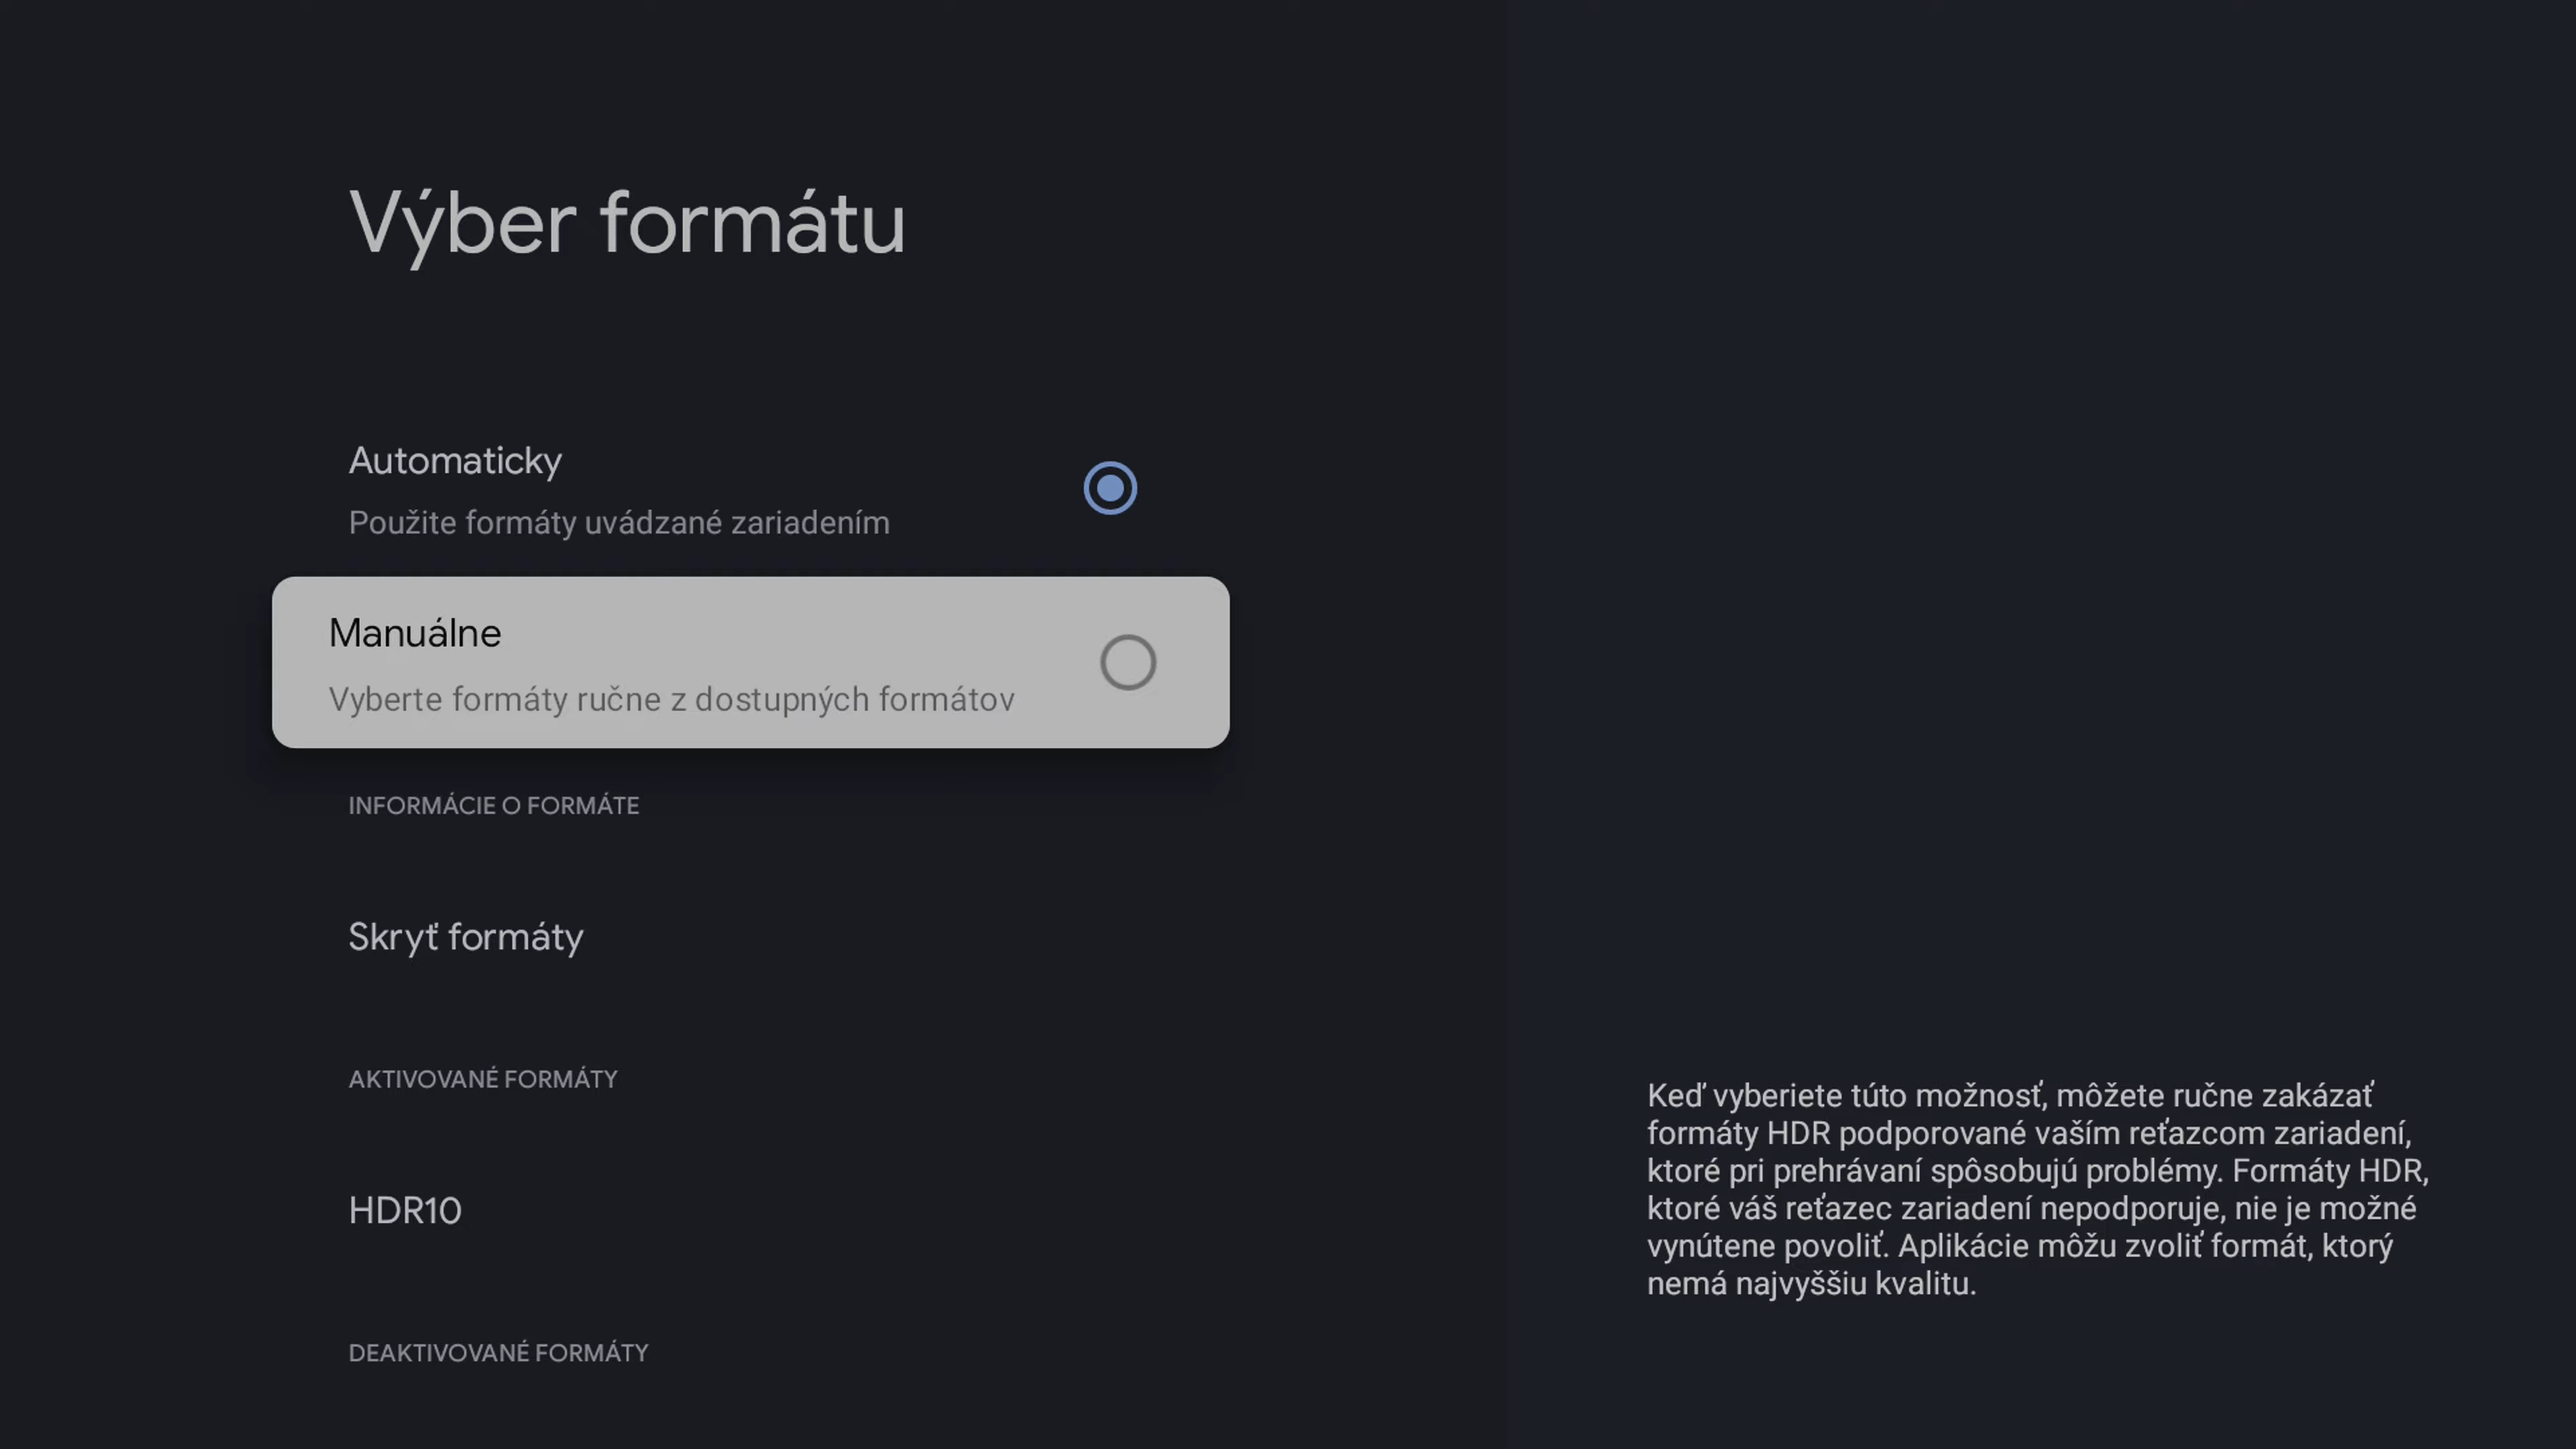 Výber formátu
Automaticky
Použite formáty uvádzané zariadením
Manuálne
Vyberte formáty ručne z dostupných formátov
INFORMÁCIE O FORMÁTE
Skryť formáty
AKTIVOVANÉ FORMÁTY
HDR10
DEAKTIVOVANÉ FORMÁTY
Keď vyberiete túto možnosť, môžete ručne zakázať
formáty HDR podporované vaším reťazcom zariadení,
ktoré pri prehrávaní spôsobujú problémy. Formáty HDR,
ktoré váš reťazec zariadení nepodporuje, nie je možné
vynútene povoliť. Aplikácie môžu zvoliť formát, ktorý
nemá najvyššiu kvalitu.